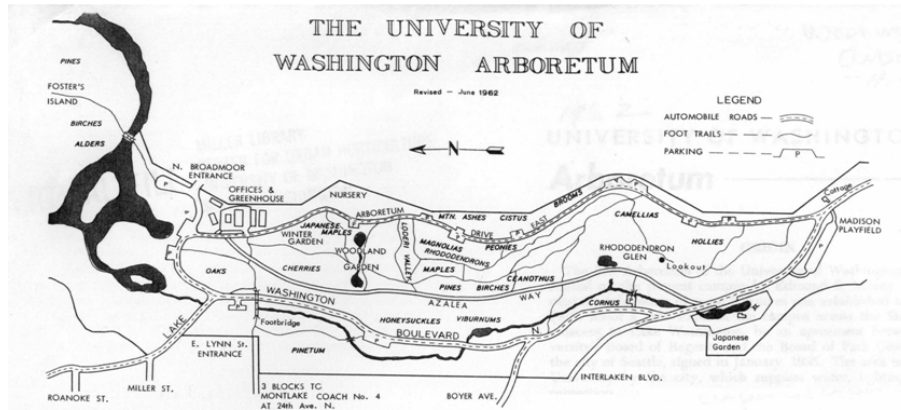 THE UNIVERSITY OF
WASHINGTON ARBORETUM
Revised — June 1962
N
LEGEND
AUTOMOBILE ROADS
FOOT TRAILS
PARKING
P
PINES
FOSTER'S
ISLAND
BIRCHES
ALDERS
N. BROADMOOR
ENTRANCE
OFFICES &
GREENHOUSE
NURSERY
ARBORETUM
DRIVE
EAST
MTN. ASHES
CISTUS
BROOMS
CAMELLIAS
Cottage
MADISON
PLAYFIELD
JAPANESE
MAPLES
WINTER
GARDEN
WOODLAND
GARDEN
LODERI
VALLEY
MAGNOLIAS
RHODODENDRONS
PEONIES
MAPLES
PINES
BIRCHES
CEANOTHUS
RHODODENDRON
GLEN
Lookout
HOLLIES
OAKS
CHERRIES
AZALEA
WAY
CORNUS
LAKE
WASHINGTON
BOULEVARD
HONEYSUCKLES
VIBURNUMS
Footbridge
PINETUM
E. LYNN St.
ENTRANCE
Japanese
Garden
INTERLAKEN BLVD.
MILLER ST.
ROANOKE ST.
3 BLOCKS TO
MONTLAKE COACH No. 4
AT 24th AVE. N.
BOYER AVE.